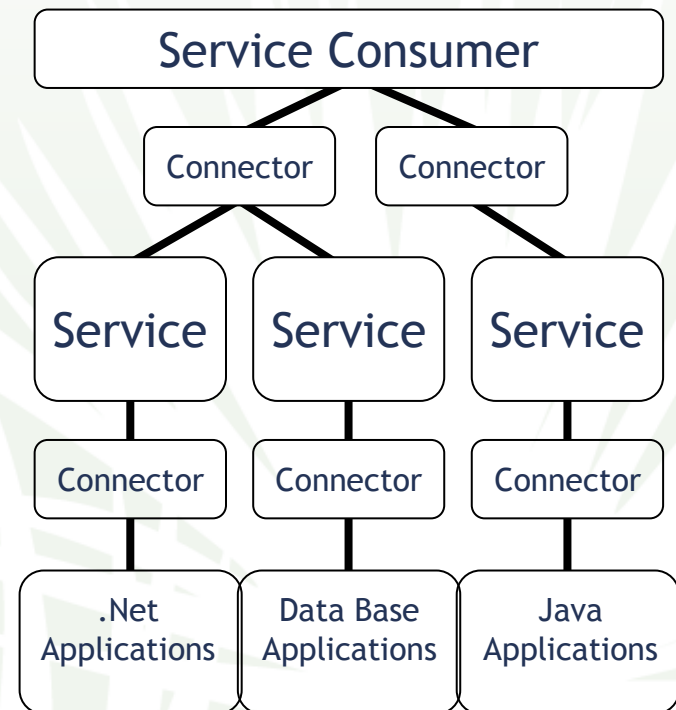 Service Consumer
Connector
Connector
Service
Service
Service
Connector
Connector
Connector
.Net
Applications
Data Base
Applications
Java
Applications